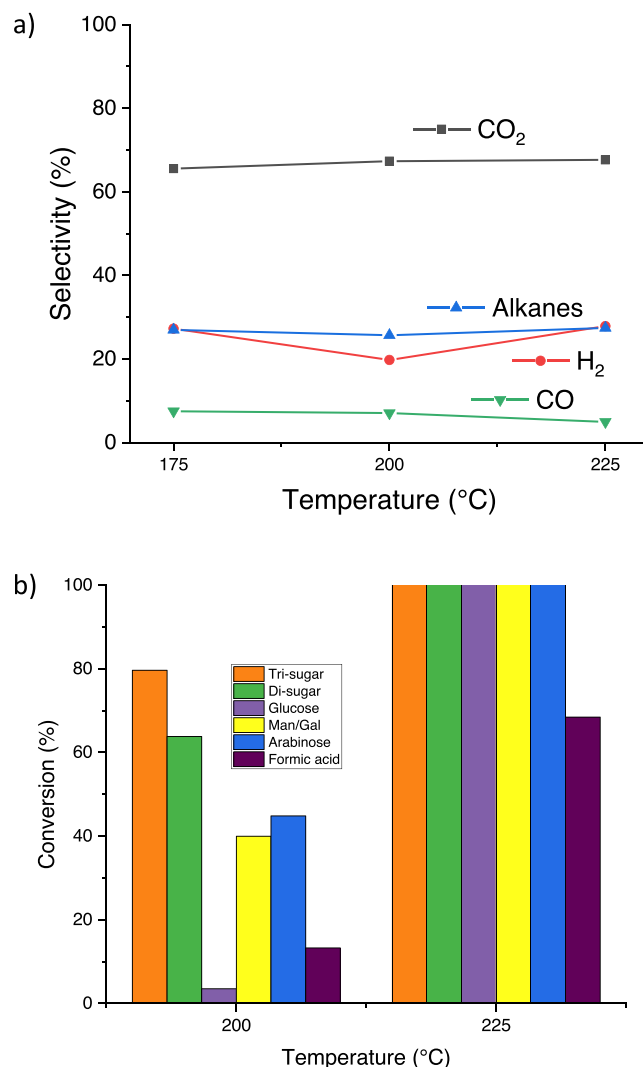 a)
100
80
60
40
20
0
Selectivity (%)
CO₂
Alkanes
H₂
CO
175
200
225
Temperature (°C)
b)
100
80
60
40
20
0
Conversion (%)
Tri-sugar
Di-sugar
Glucose
Man/Gal
Arabinose
Formic acid
200
225
Temperature (°C)